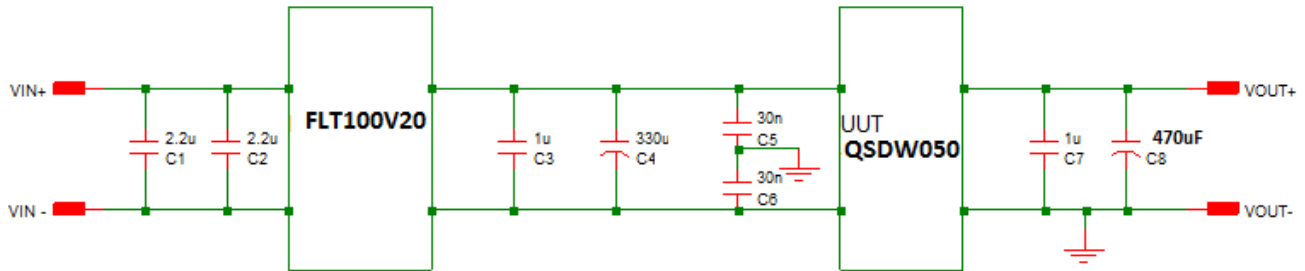 VIN+
2.2u
C1
2.2u
C2
FLT100V20
1u
C3
330u
C4
30n
C5
30n
C6
UUT
QSDW050
1u
C7
470uF
C8
VOUT+
VIN -
VOUT-